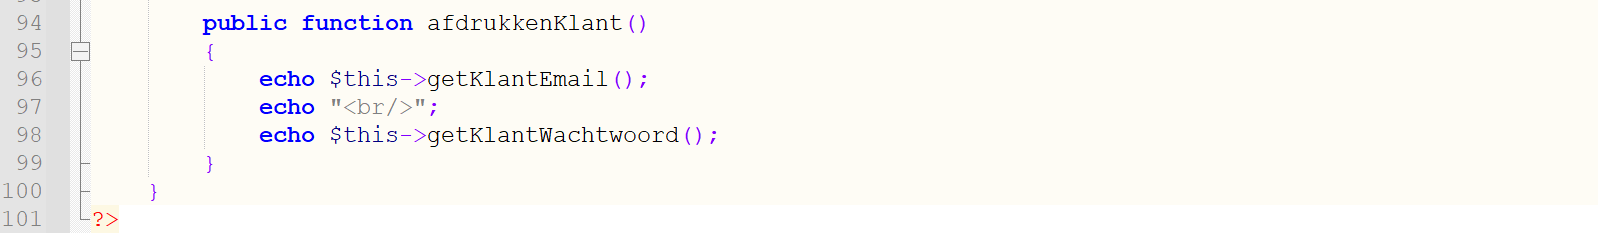 94 public function afdrukkenKlant()
95 {
96 echo $this->getKlantEmail();
97 echo "<br/>";
98 echo $this->getKlantWachtwoord();
99 }
100 }
101 ?>